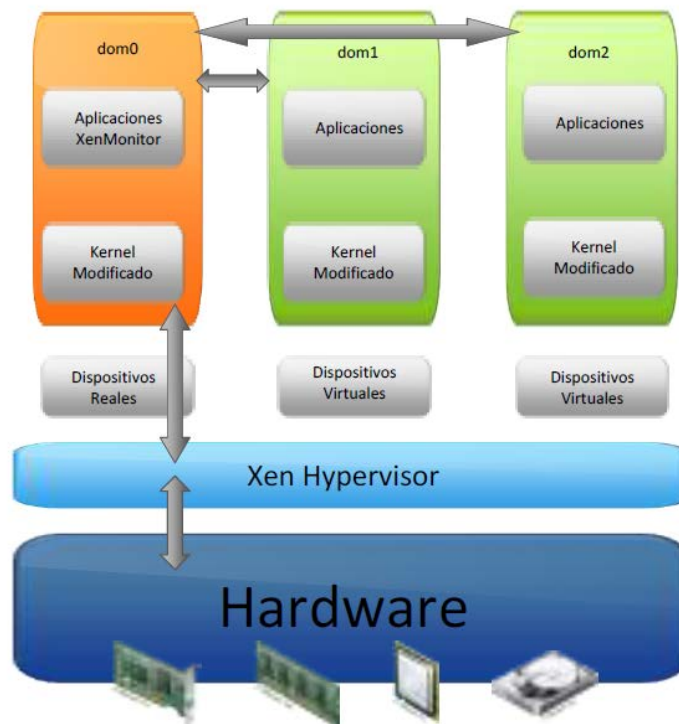 dom0
dom1
dom2
Aplicaciones
XenMonitor
Aplicaciones
Aplicaciones
Kernel
Modificado
Kernel
Modificado
Kernel
Modificado
Dispositivos
Reales
Dispositivos
Virtuales
Dispositivos
Virtuales
Xen Hypervisor
Hardware